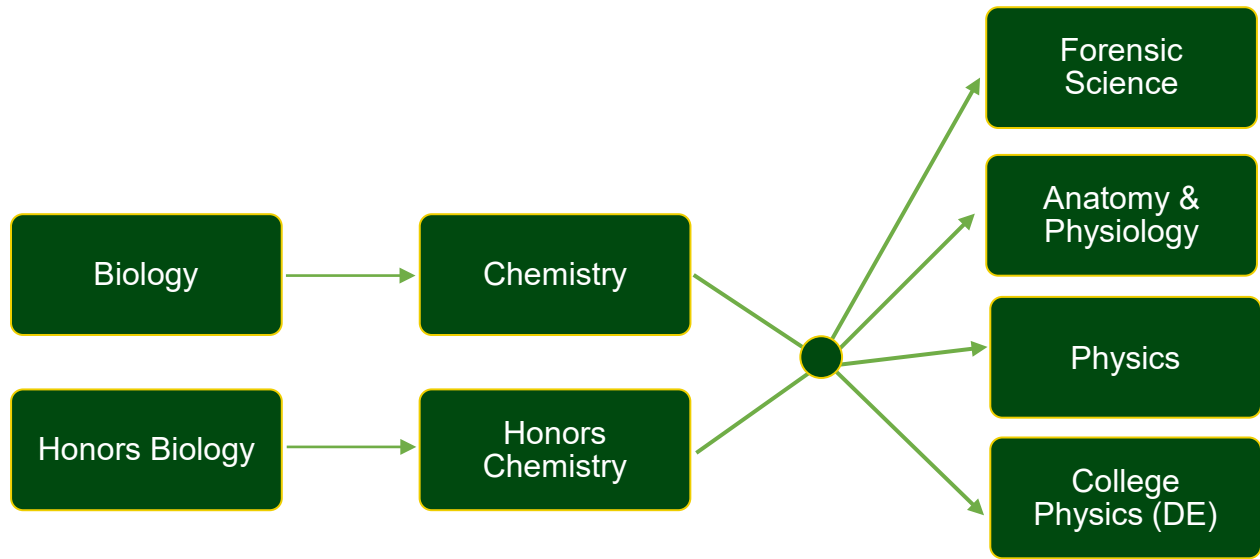 Forensic
Science
Anatomy &
Physiology
Biology
Chemistry
Physics
Honors Biology
Honors
Chemistry
College
Physics (DE)